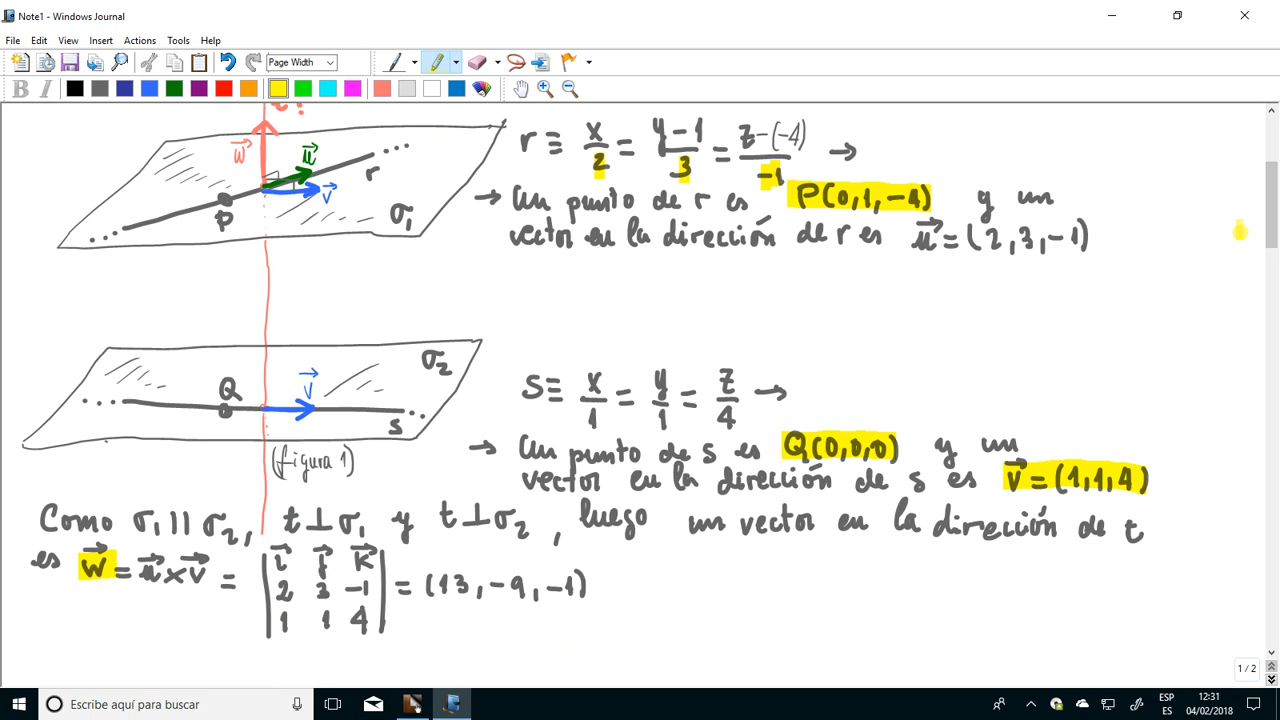 Note1 - Windows Journal
File Edit View Insert Actions Tools Help
Page Width
B I
t?
w⃗ u⃗ r
v⃗
P σ₁
r ≡ x/2 = y-1/3 = z-(-4)/-1 →
→ Un punto de r es P(0,1,-4) y un
vector en la dirección de r es u⃗ = (2,3,-1)
σ₂
Q v⃗
s
(figura 1)
s ≡ x/1 = y/1 = z/4 →
→ Un punto de s es Q(0,0,0) y un
vector en la dirección de s es v⃗ = (1,1,4)
Como σ₁ || σ₂, t ⊥ σ₁ y t ⊥ σ₂, luego un vector en la dirección de t
es w⃗ = u⃗ × v⃗ = | i⃗ j⃗ k⃗ |
| 2 3 -1 | = (13, -9, -1)
| 1 1 4 |
1 / 2
Escribe aquí para buscar
ESP 12:31
ES 04/02/2018